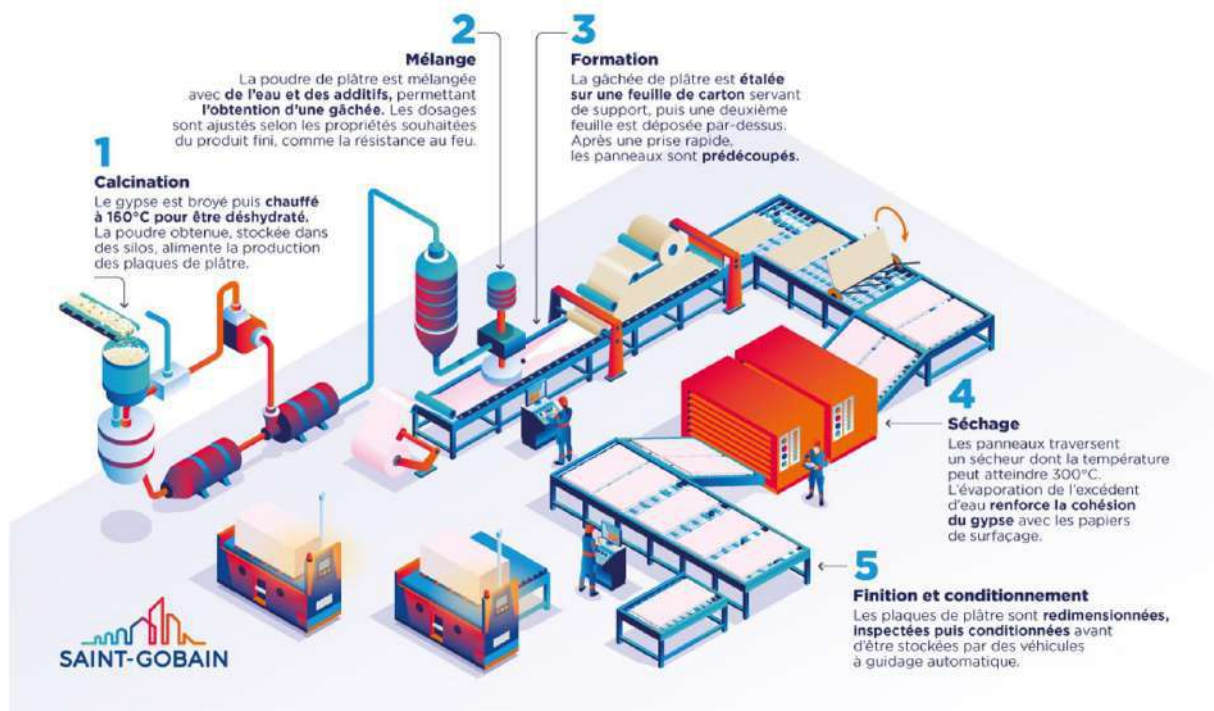 1
Calcination
Le gypse est broyé puis chauffé
à 160°C pour être déshydraté.
La poudre obtenue, stockée dans
des silos, alimente la production
des plaques de plâtre.
2
Mélange
La poudre de plâtre est mélangée
avec de l'eau et des additifs, permettant
l'obtention d'une gâchée. Les dosages
sont ajustés selon les propriétés souhaitées
du produit fini, comme la résistance au feu.
3
Formation
La gâchée de plâtre est étalée
sur une feuille de carton servant
de support, puis une deuxième
feuille est déposée par-dessus.
Après une prise rapide,
les panneaux sont prédécoupés.
4
Séchage
Les panneaux traversent
un sécheur dont la température
peut atteindre 300°C.
L'évaporation de l'excédent
d'eau renforce la cohésion
du gypse avec les papiers
de surfaçage.
5
Finition et conditionnement
Les plaques de plâtre sont redimensionnées,
inspectées puis conditionnées avant
d'être stockées par des véhicules
à guidage automatique.
SAINT-GOBAIN